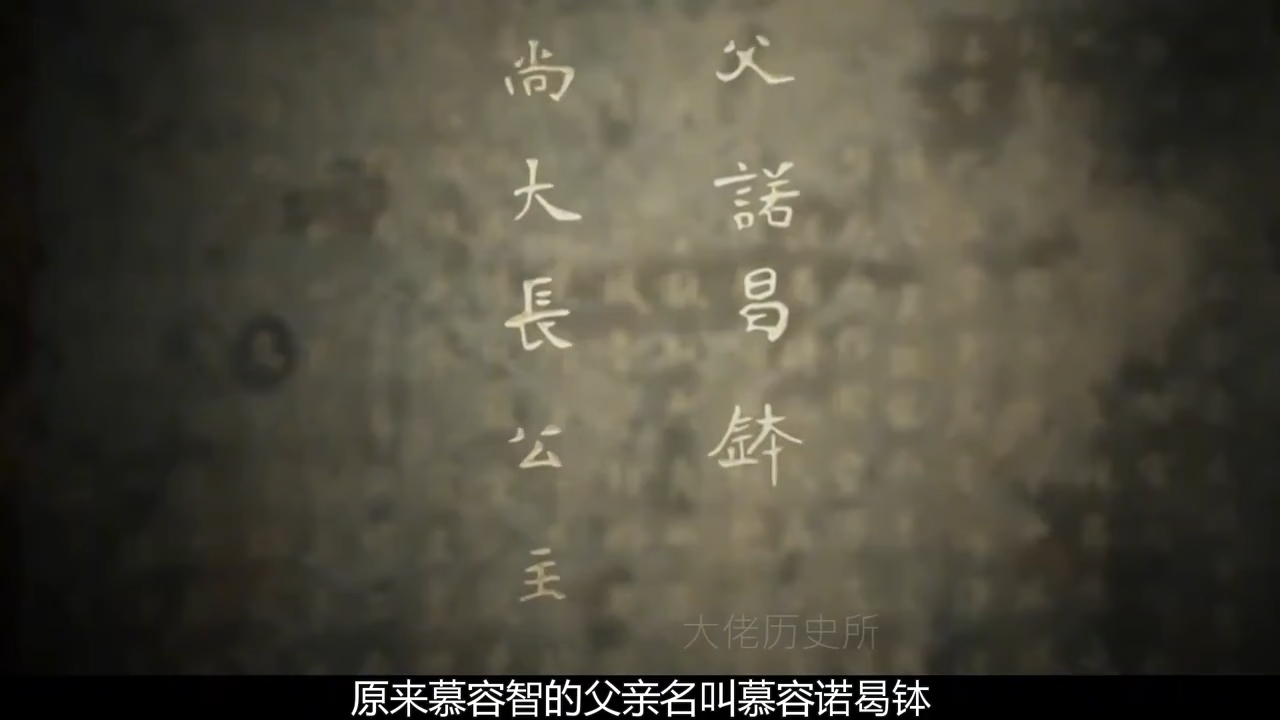 父諾昌鉢
尚大長公主
大佬历史所
原来慕容智的父亲名叫慕容诺曷钵